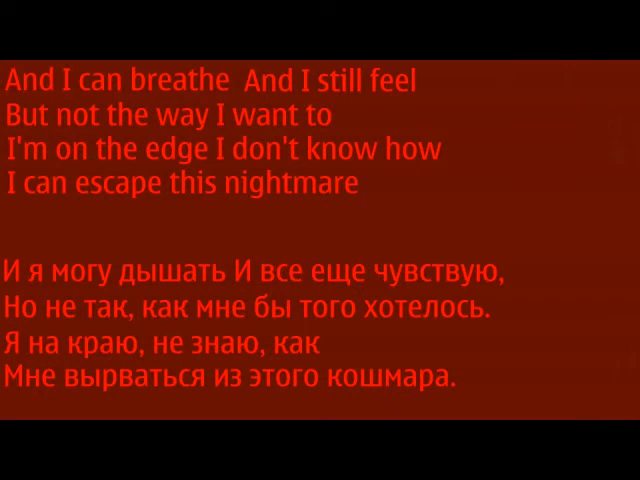 And I can breathe And I still feel
But not the way I want to
I'm on the edge I don't know how
I can escape this nightmare
И я могу дышать И все еще чувствую,
Но не так, как мне бы того хотелось.
Я на краю, не знаю, как
Мне вырваться из этого кошмара.